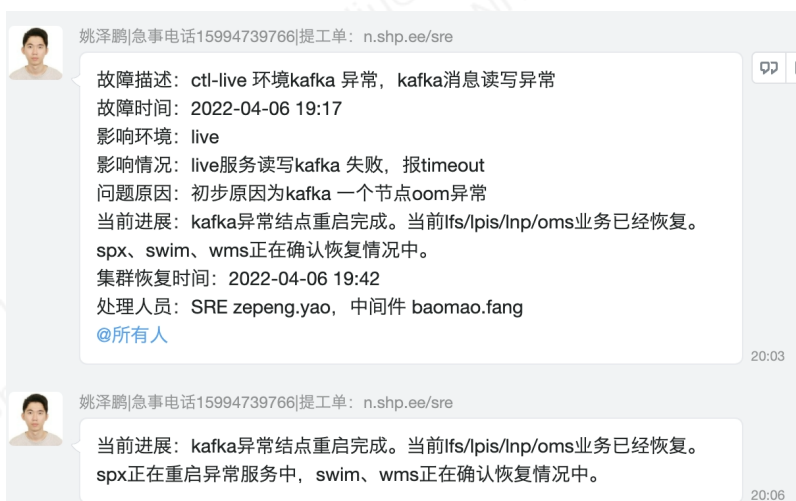 姚泽鹏|急事电话15994739766|提工单：n.shp.ee/sre
故障描述：ctl-live 环境kafka 异常，kafka消息读写异常
故障时间：2022-04-06 19:17
影响环境：live
影响情况：live服务读写kafka 失败，报timeout
问题原因：初步原因为kafka 一个节点oom异常
当前进展：kafka异常结点重启完成。当前lfs/lpis/lnp/oms业务已经恢复。
spx、swim、wms正在确认恢复情况中。
集群恢复时间：2022-04-06 19:42
处理人员：SRE zepeng.yao，中间件 baomao.fang
@所有人
20:03
姚泽鹏|急事电话15994739766|提工单：n.shp.ee/sre
当前进展：kafka异常结点重启完成。当前lfs/lpis/lnp/oms业务已经恢复。
spx正在重启异常服务中，swim、wms正在确认恢复情况中。
20:06